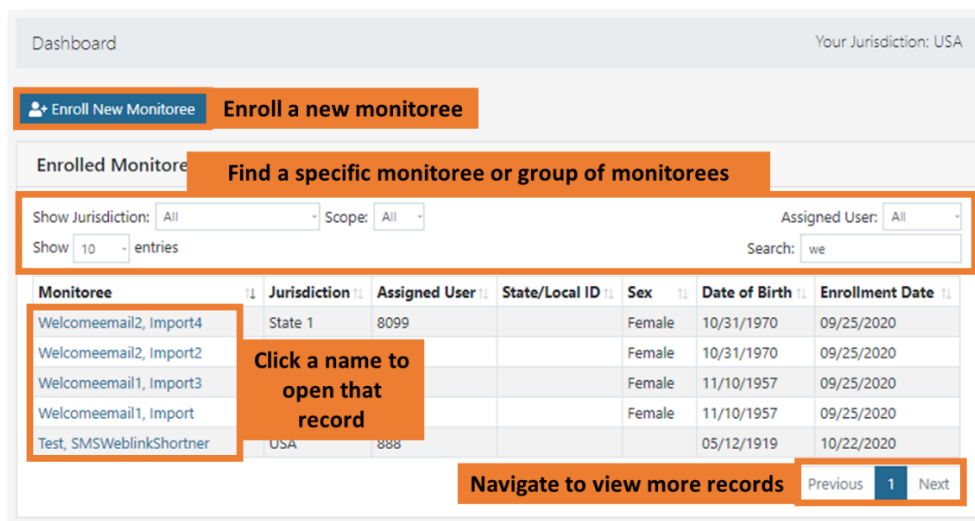 Dashboard Your Jurisdiction: USA
Enroll New Monitoree Enroll a new monitoree
Enrolled Monitore
Find a specific monitoree or group of monitorees
Show Jurisdiction: All Scope: All Assigned User: All
Show 10 entries Search: we
Monitoree Jurisdiction Assigned User State/Local ID Sex Date of Birth Enrollment Date
Welcomeemail2, Import4 State 1 8099 Female 10/31/1970 09/25/2020
Welcomeemail2, Import2 Female 10/31/1970 09/25/2020
Welcomeemail1, Import3 Female 11/10/1957 09/25/2020
Welcomeemail1, Import Female 11/10/1957 09/25/2020
Test, SMSWeblinkShortner USA 888 05/12/1919 10/22/2020
Click a name to
open that
record
Navigate to view more records Previous 1 Next